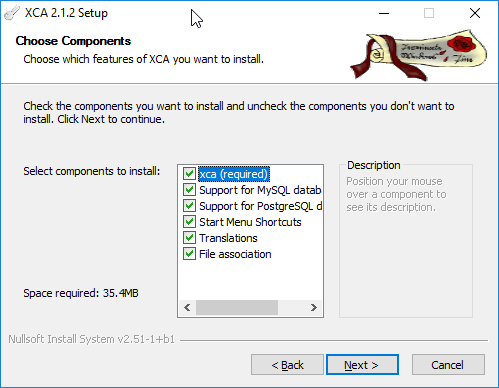 XCA 2.1.2 Setup
Choose Components
Choose which features of XCA you want to install.
Check the components you want to install and uncheck the components you don't want to
install. Click Next to continue.
Select components to install:
xca (required)
Support for MySQL datab
Support for PostgreSQL d
Start Menu Shortcuts
Translations
File association
Description
Position your mouse
over a component to
see its description.
Space required: 35.4MB
Nullsoft Install System v2.51-1+b1
< Back
Next >
Cancel